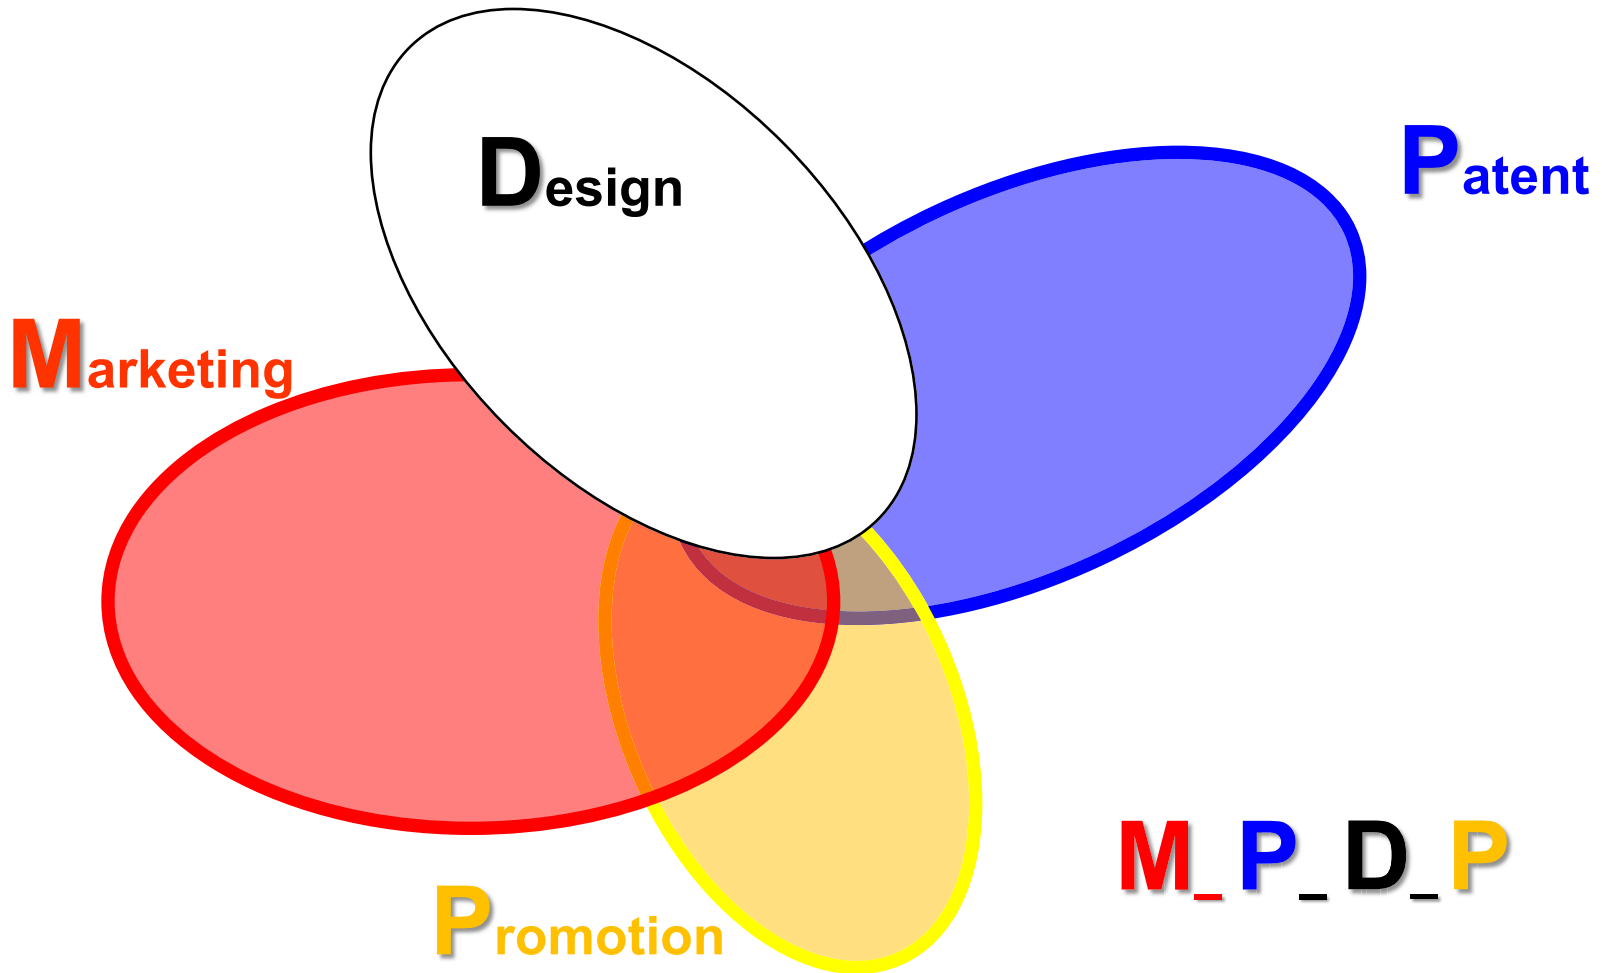 Design
Patent
Marketing
Promotion
M_P_D_P